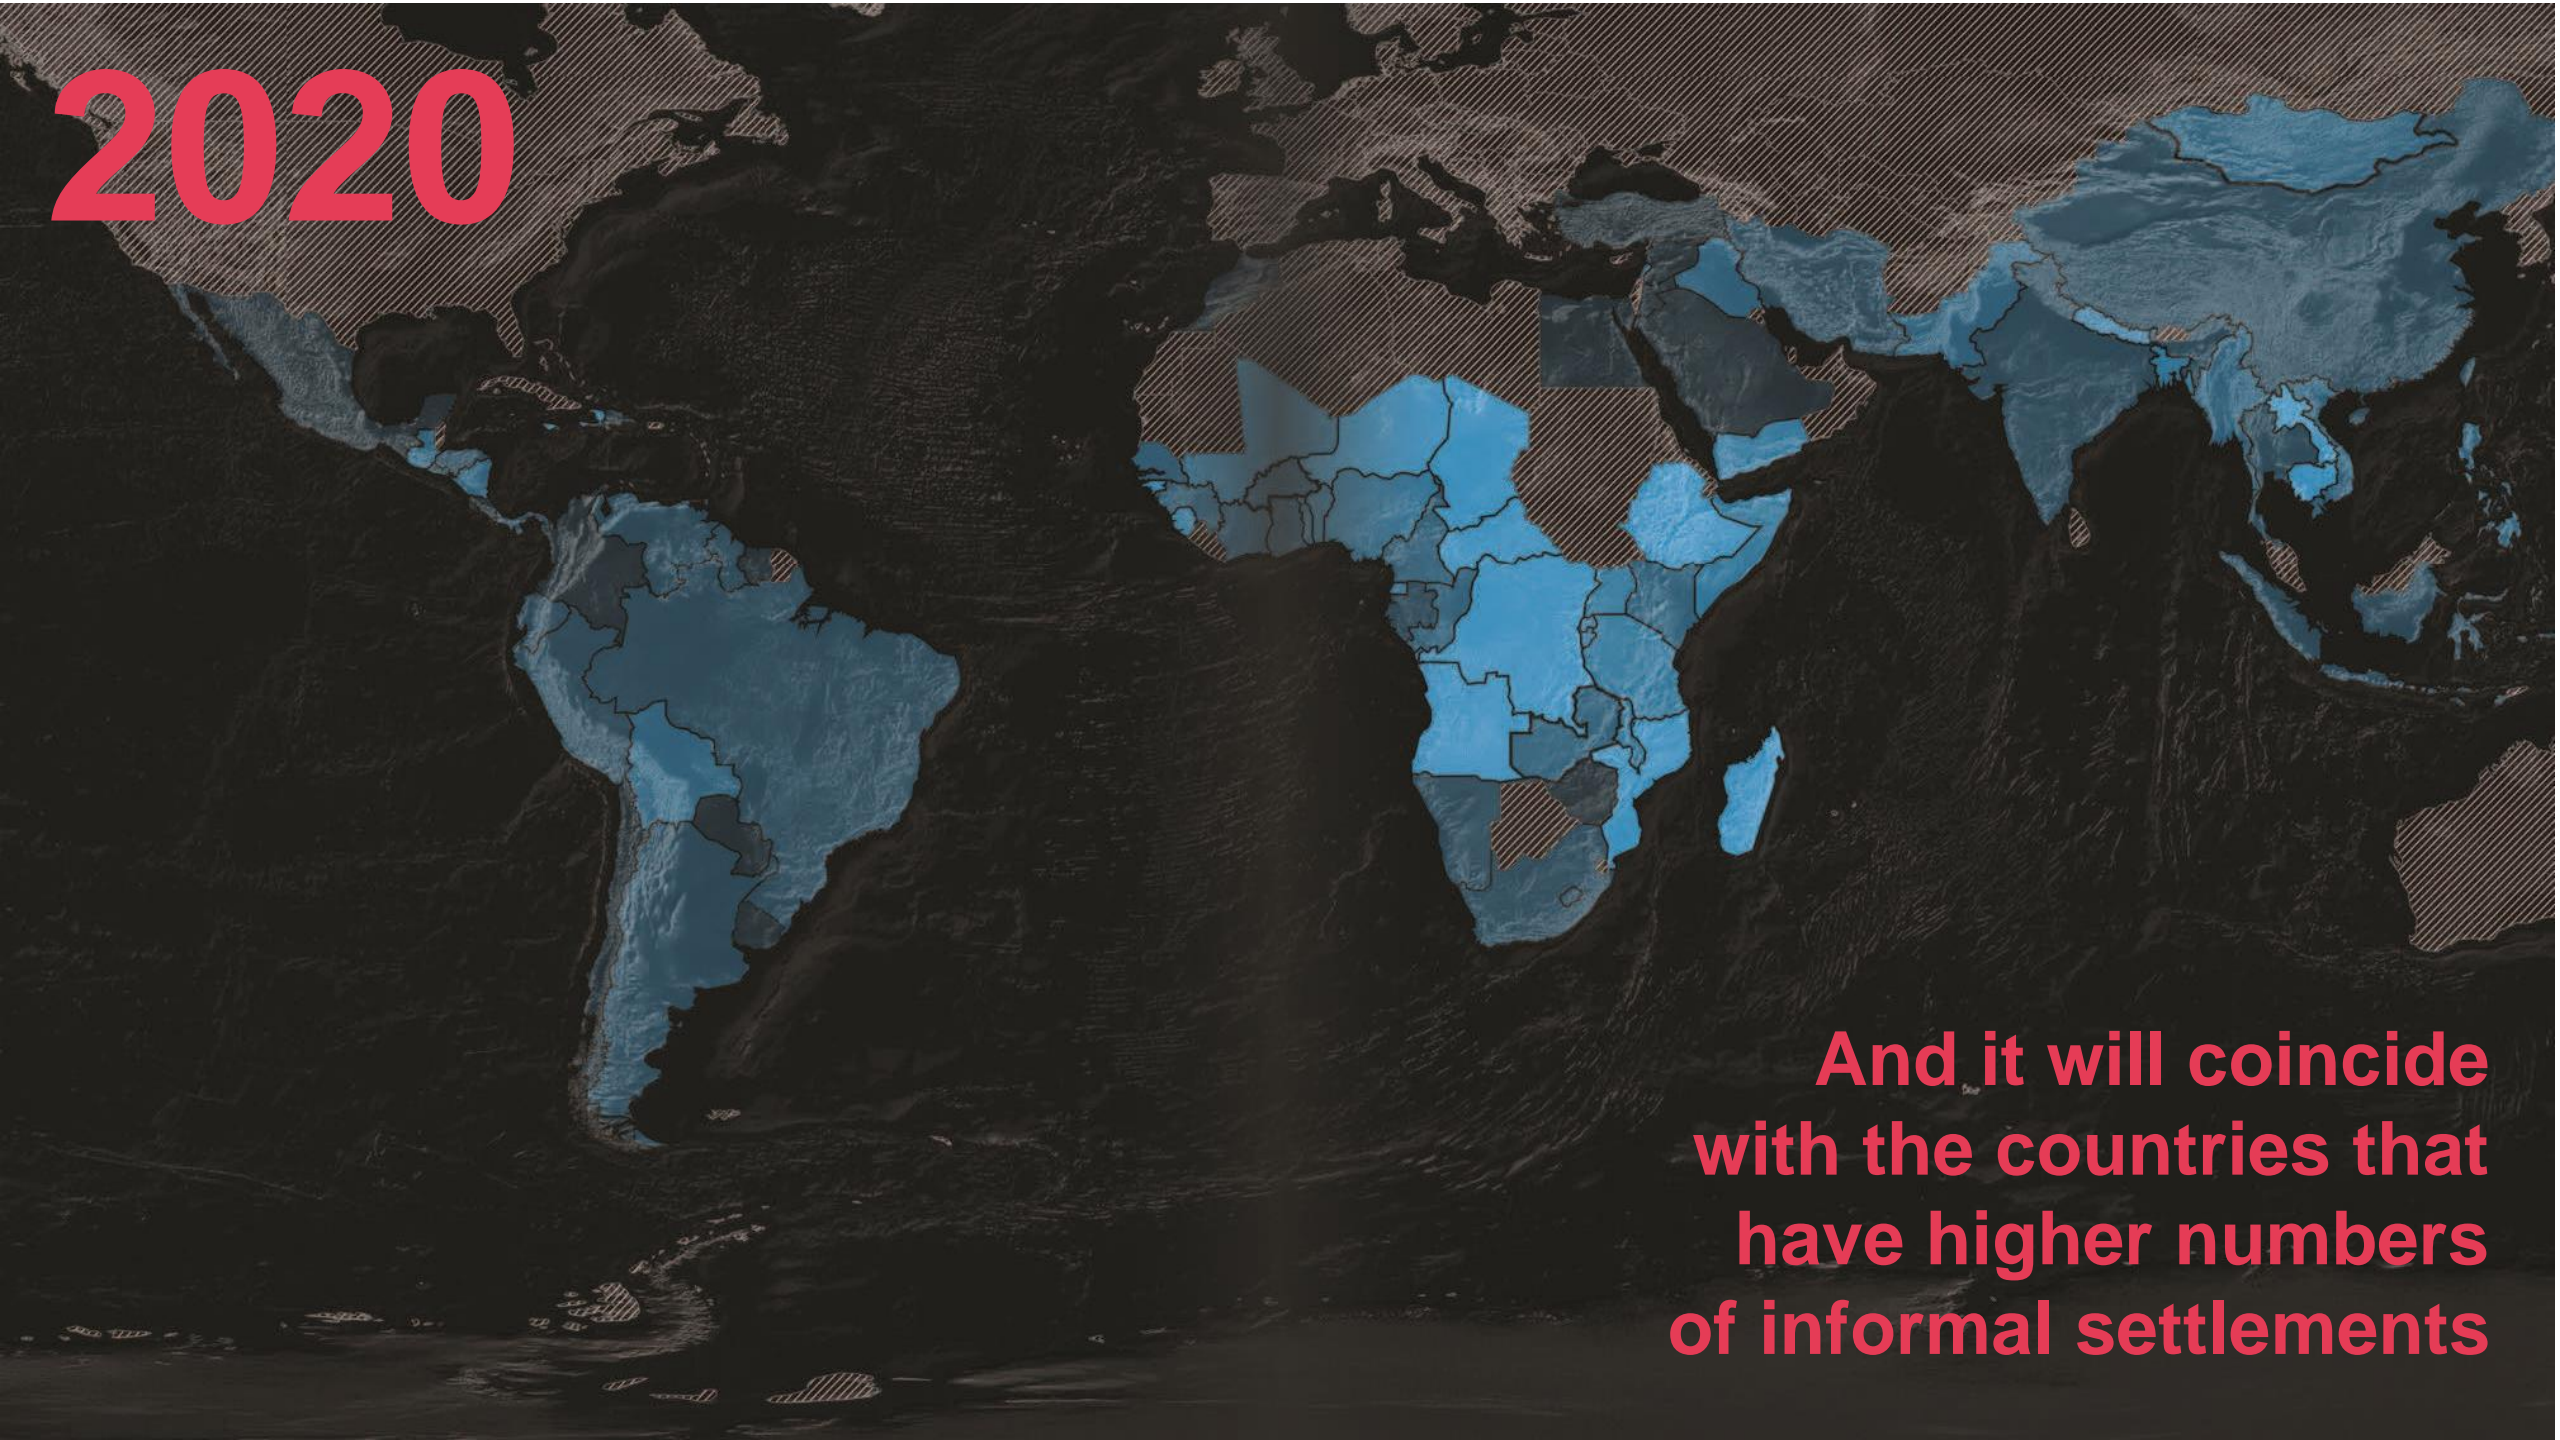 2020
And it will coincide
with the countries that
have higher numbers
of informal settlements